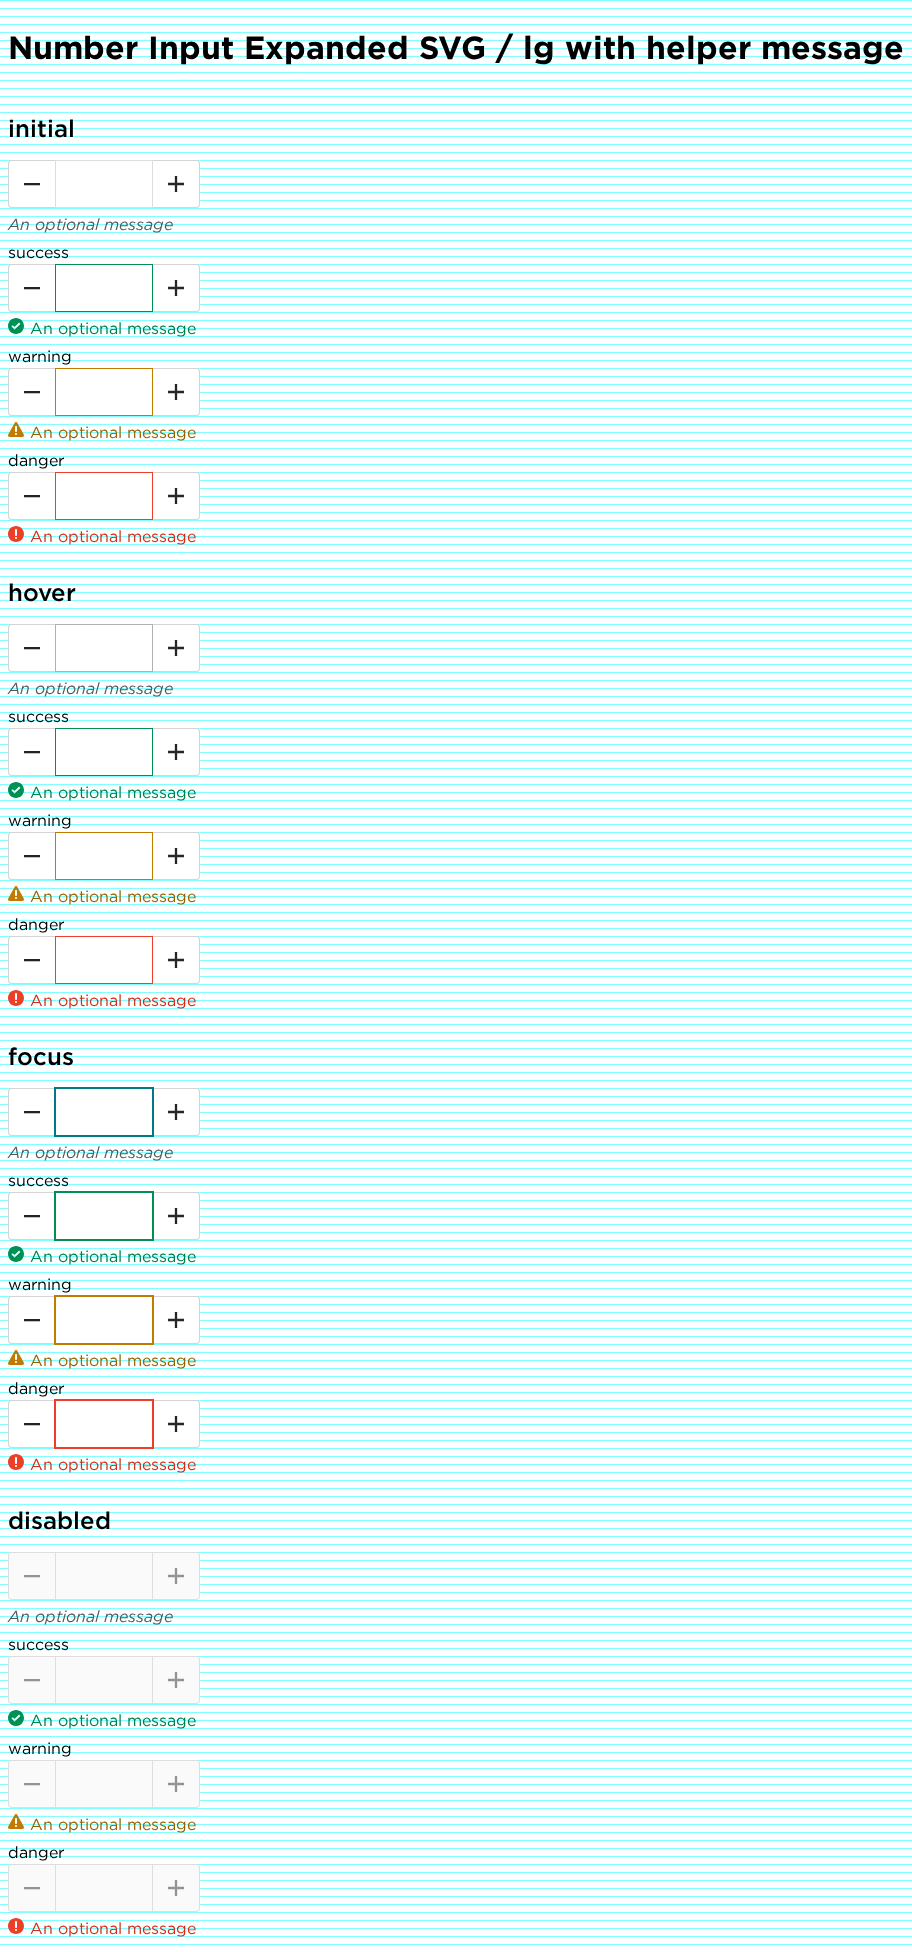 Number Input Expanded SVG / lg with helper message
initial
An optional message
success
An optional message
warning
An optional message
danger
An optional message
hover
An optional message
success
An optional message
warning
An optional message
danger
An optional message
focus
An optional message
success
An optional message
warning
An optional message
danger
An optional message
disabled
An optional message
success
An optional message
warning
An optional message
danger
An optional message